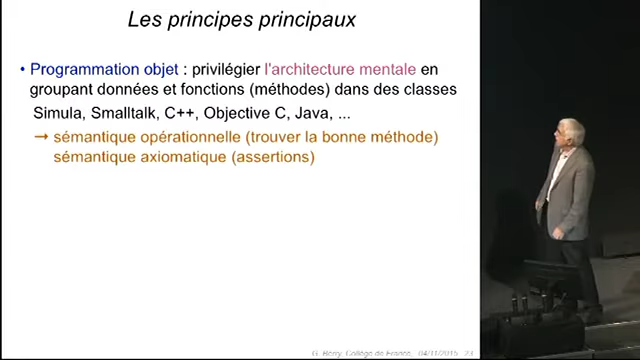 Les principes principaux
• Programmation objet : privilégier l'architecture mentale en
groupant données et fonctions (méthodes) dans des classes
Simula, Smalltalk, C++, Objective C, Java, ...
→ sémantique opérationnelle (trouver la bonne méthode)
sémantique axiomatique (assertions)
G. Berry, Collège de France, 04/11/2015 23